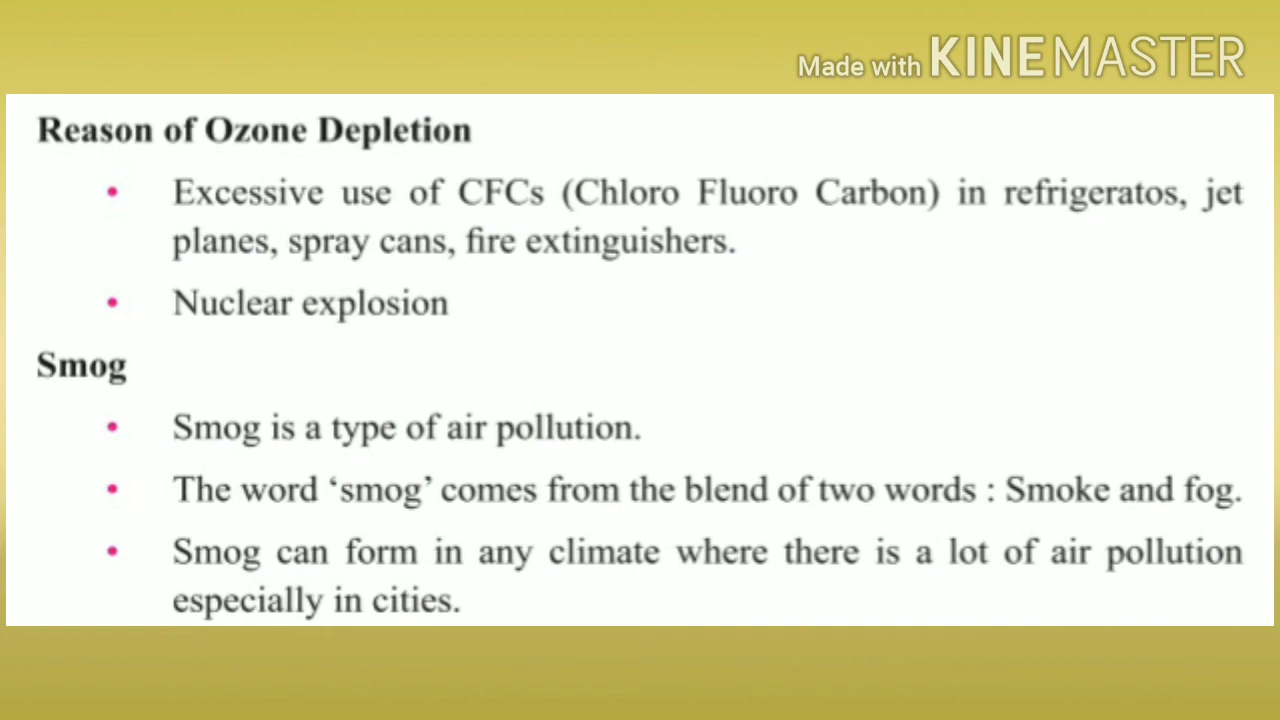 Made with KINEMASTER
Reason of Ozone Depletion
• Excessive use of CFCs (Chloro Fluoro Carbon) in refrigeratos, jet
planes, spray cans, fire extinguishers.
• Nuclear explosion
Smog
• Smog is a type of air pollution.
• The word ‘smog’ comes from the blend of two words : Smoke and fog.
• Smog can form in any climate where there is a lot of air pollution
especially in cities.